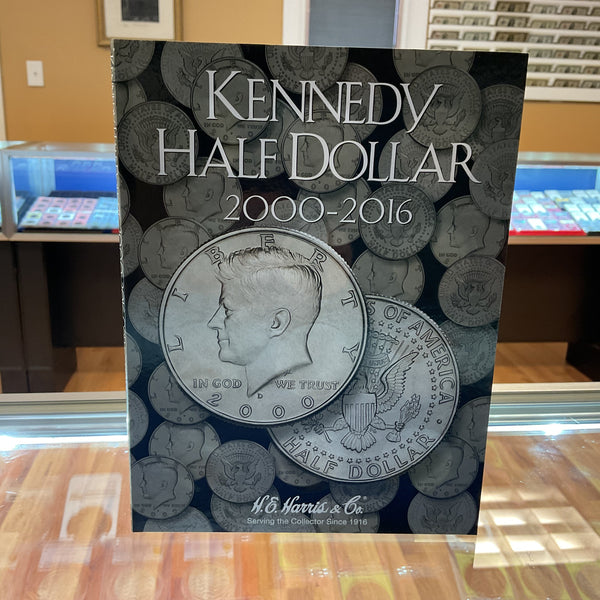 KENNEDY
HALF DOLLAR
2000-2016
LIBERTY
IN GOD WE TRUST
D
2000
S OF AMERICA
HALF DOLLAR
H.E. Harris & Co.®
Serving the Collector Since 1916